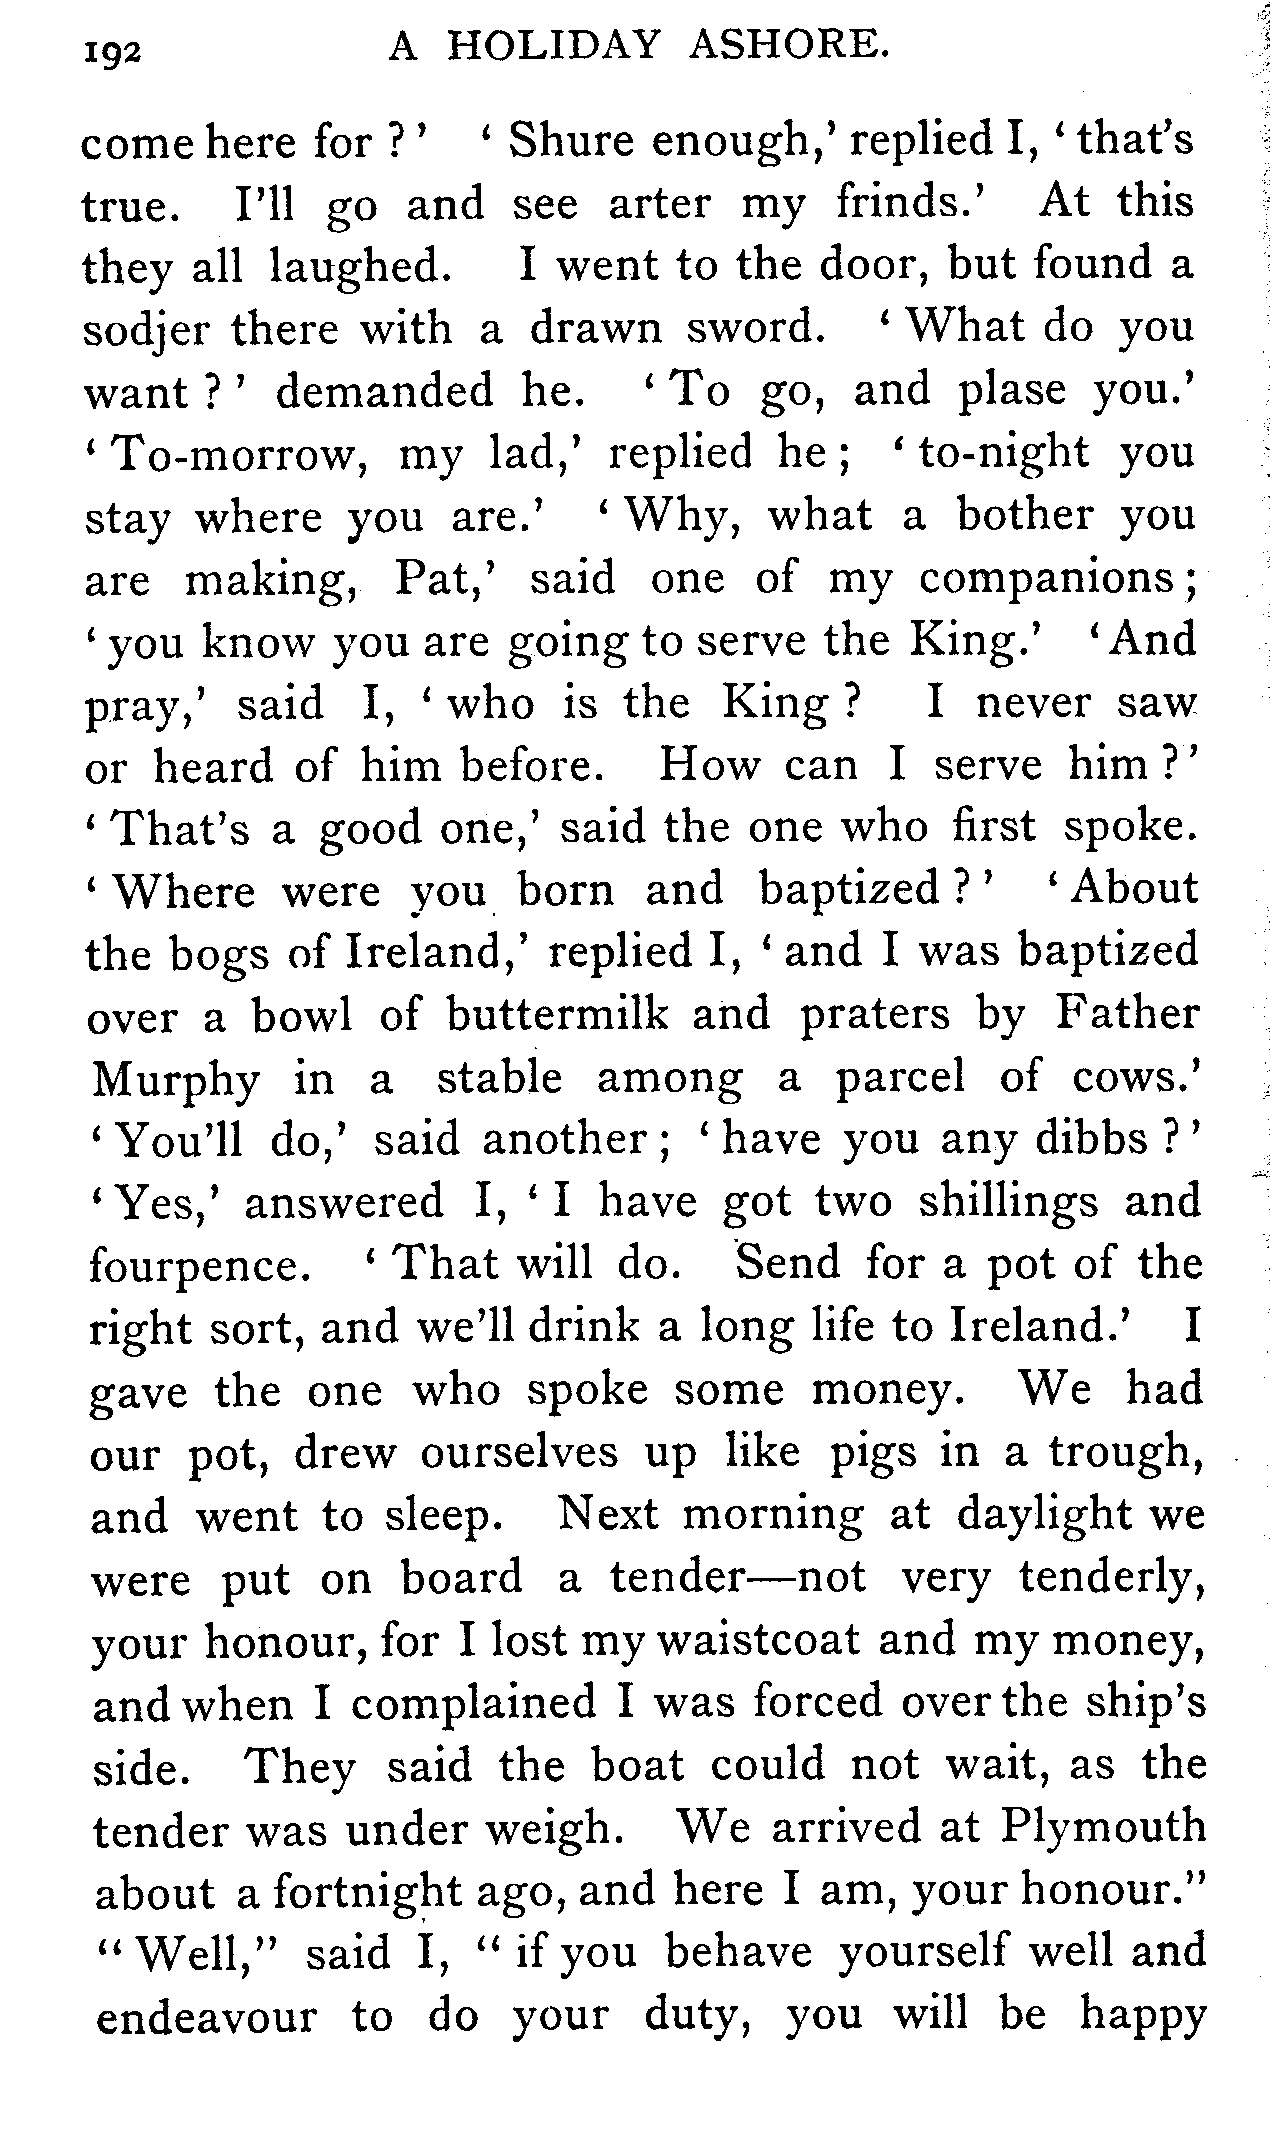 192 A HOLIDAY ASHORE.
come here for ? ' ' Shure enough,' replied I, ' that's
true. I'll go and see arter my frinds.' At this
they all laughed. I went to the door, but found a
sodjer there with a drawn sword. ' What do you
want ? ' demanded he. ' To go, and plase you.'
' To-morrow, my lad,' replied he ; ' to-night you
stay where you are.' ' Why, what a bother you
are making, Pat,' said one of my companions ;
' you know you are going to serve the King.' ' And
pray,' said I, ' who is the King ? I never saw
or heard of him before. How can I serve him ? '
' That's a good one,' said the one who first spoke.
' Where were you born and baptized ? ' ' About
the bogs of Ireland,' replied I, ' and I was baptized
over a bowl of buttermilk and praters by Father
Murphy in a stable among a parcel of cows.'
' You'll do,' said another ; ' have you any dibbs ? '
' Yes,' answered I, ' I have got two shillings and
fourpence. ' That will do. Send for a pot of the
right sort, and we'll drink a long life to Ireland.' I
gave the one who spoke some money. We had
our pot, drew ourselves up like pigs in a trough,
and went to sleep. Next morning at daylight we
were put on board a tender—not very tenderly,
your honour, for I lost my waistcoat and my money,
and when I complained I was forced over the ship's
side. They said the boat could not wait, as the
tender was under weigh. We arrived at Plymouth
about a fortnight ago, and here I am, your honour."
" Well," said I, " if you behave yourself well and
endeavour to do your duty, you will be happy